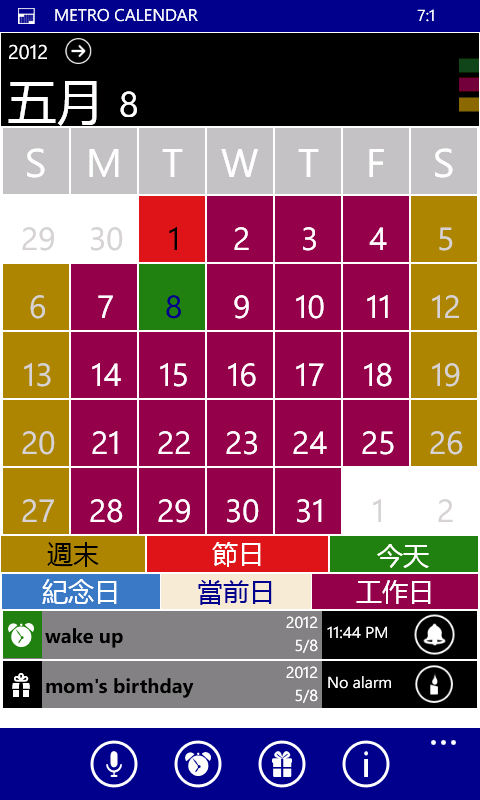 METRO CALENDAR 7:1
2012
五月 8
S M T W T F S
29 30 1 2 3 4 5
6 7 8 9 10 11 12
13 14 15 16 17 18 19
20 21 22 23 24 25 26
27 28 29 30 31 1 2
週末 節日 今天
紀念日 當前日 工作日
wake up 2012 5/8 11:44 PM
mom's birthday 2012 5/8 No alarm